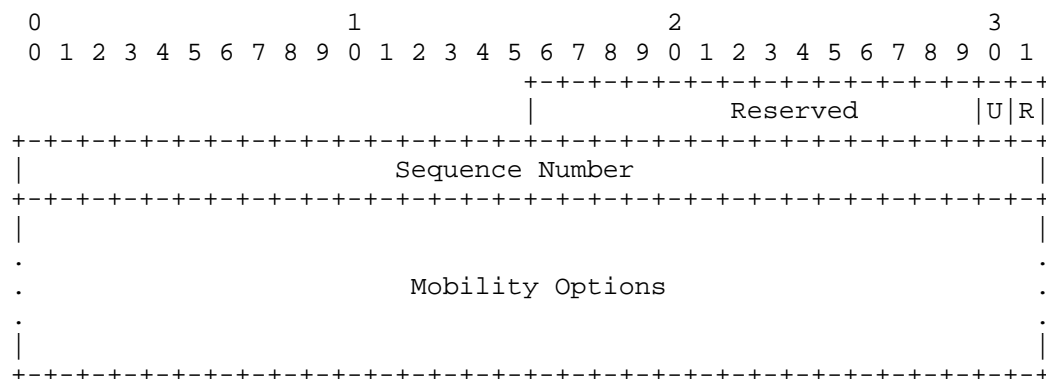 0                   1                   2                   3
 0 1 2 3 4 5 6 7 8 9 0 1 2 3 4 5 6 7 8 9 0 1 2 3 4 5 6 7 8 9 0 1
                                +-+-+-+-+-+-+-+-+-+-+-+-+-+-+-+-+
                                |          Reserved         |U|R|
+-+-+-+-+-+-+-+-+-+-+-+-+-+-+-+-+-+-+-+-+-+-+-+-+-+-+-+-+-+-+-+-+
|                       Sequence Number                         |
+-+-+-+-+-+-+-+-+-+-+-+-+-+-+-+-+-+-+-+-+-+-+-+-+-+-+-+-+-+-+-+-+
|                                                               |
.                                                               .
.                        Mobility Options                       .
.                                                               .
|                                                               |
+-+-+-+-+-+-+-+-+-+-+-+-+-+-+-+-+-+-+-+-+-+-+-+-+-+-+-+-+-+-+-+-+